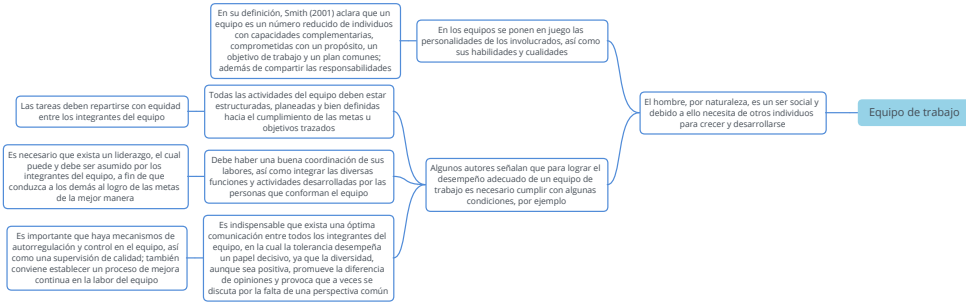 Equipo de trabajo
El hombre, por naturaleza, es un ser social y
debido a ello necesita de otros individuos
para crecer y desarrollarse
En los equipos se ponen en juego las
personalidades de los involucrados, así como
sus habilidades y cualidades
En su definición, Smith (2001) aclara que un
equipo es un número reducido de individuos
con capacidades complementarias,
comprometidas con un propósito, un
objetivo de trabajo y un plan comunes;
además de compartir las responsabilidades
Algunos autores señalan que para lograr el
desempeño adecuado de un equipo de
trabajo es necesario cumplir con algunas
condiciones, por ejemplo
Todas las actividades del equipo deben estar
estructuradas, planeadas y bien definidas
hacia el cumplimiento de las metas u
objetivos trazados
Las tareas deben repartirse con equidad
entre los integrantes del equipo
Debe haber una buena coordinación de sus
labores, así como integrar las diversas
funciones y actividades desarrolladas por las
personas que conforman el equipo
Es necesario que exista un liderazgo, el cual
puede y debe ser asumido por los
integrantes del equipo, a fin de que
conduzca a los demás al logro de las metas
de la mejor manera
Es indispensable que exista una óptima
comunicación entre todos los integrantes del
equipo, en la cual la tolerancia desempeña
un papel decisivo, ya que la diversidad,
aunque sea positiva, promueve la diferencia
de opiniones y provoca que a veces se
discuta por la falta de una perspectiva común
Es importante que haya mecanismos de
autorregulación y control en el equipo, así
como una supervisión de calidad; también
conviene establecer un proceso de mejora
continua en la labor del equipo